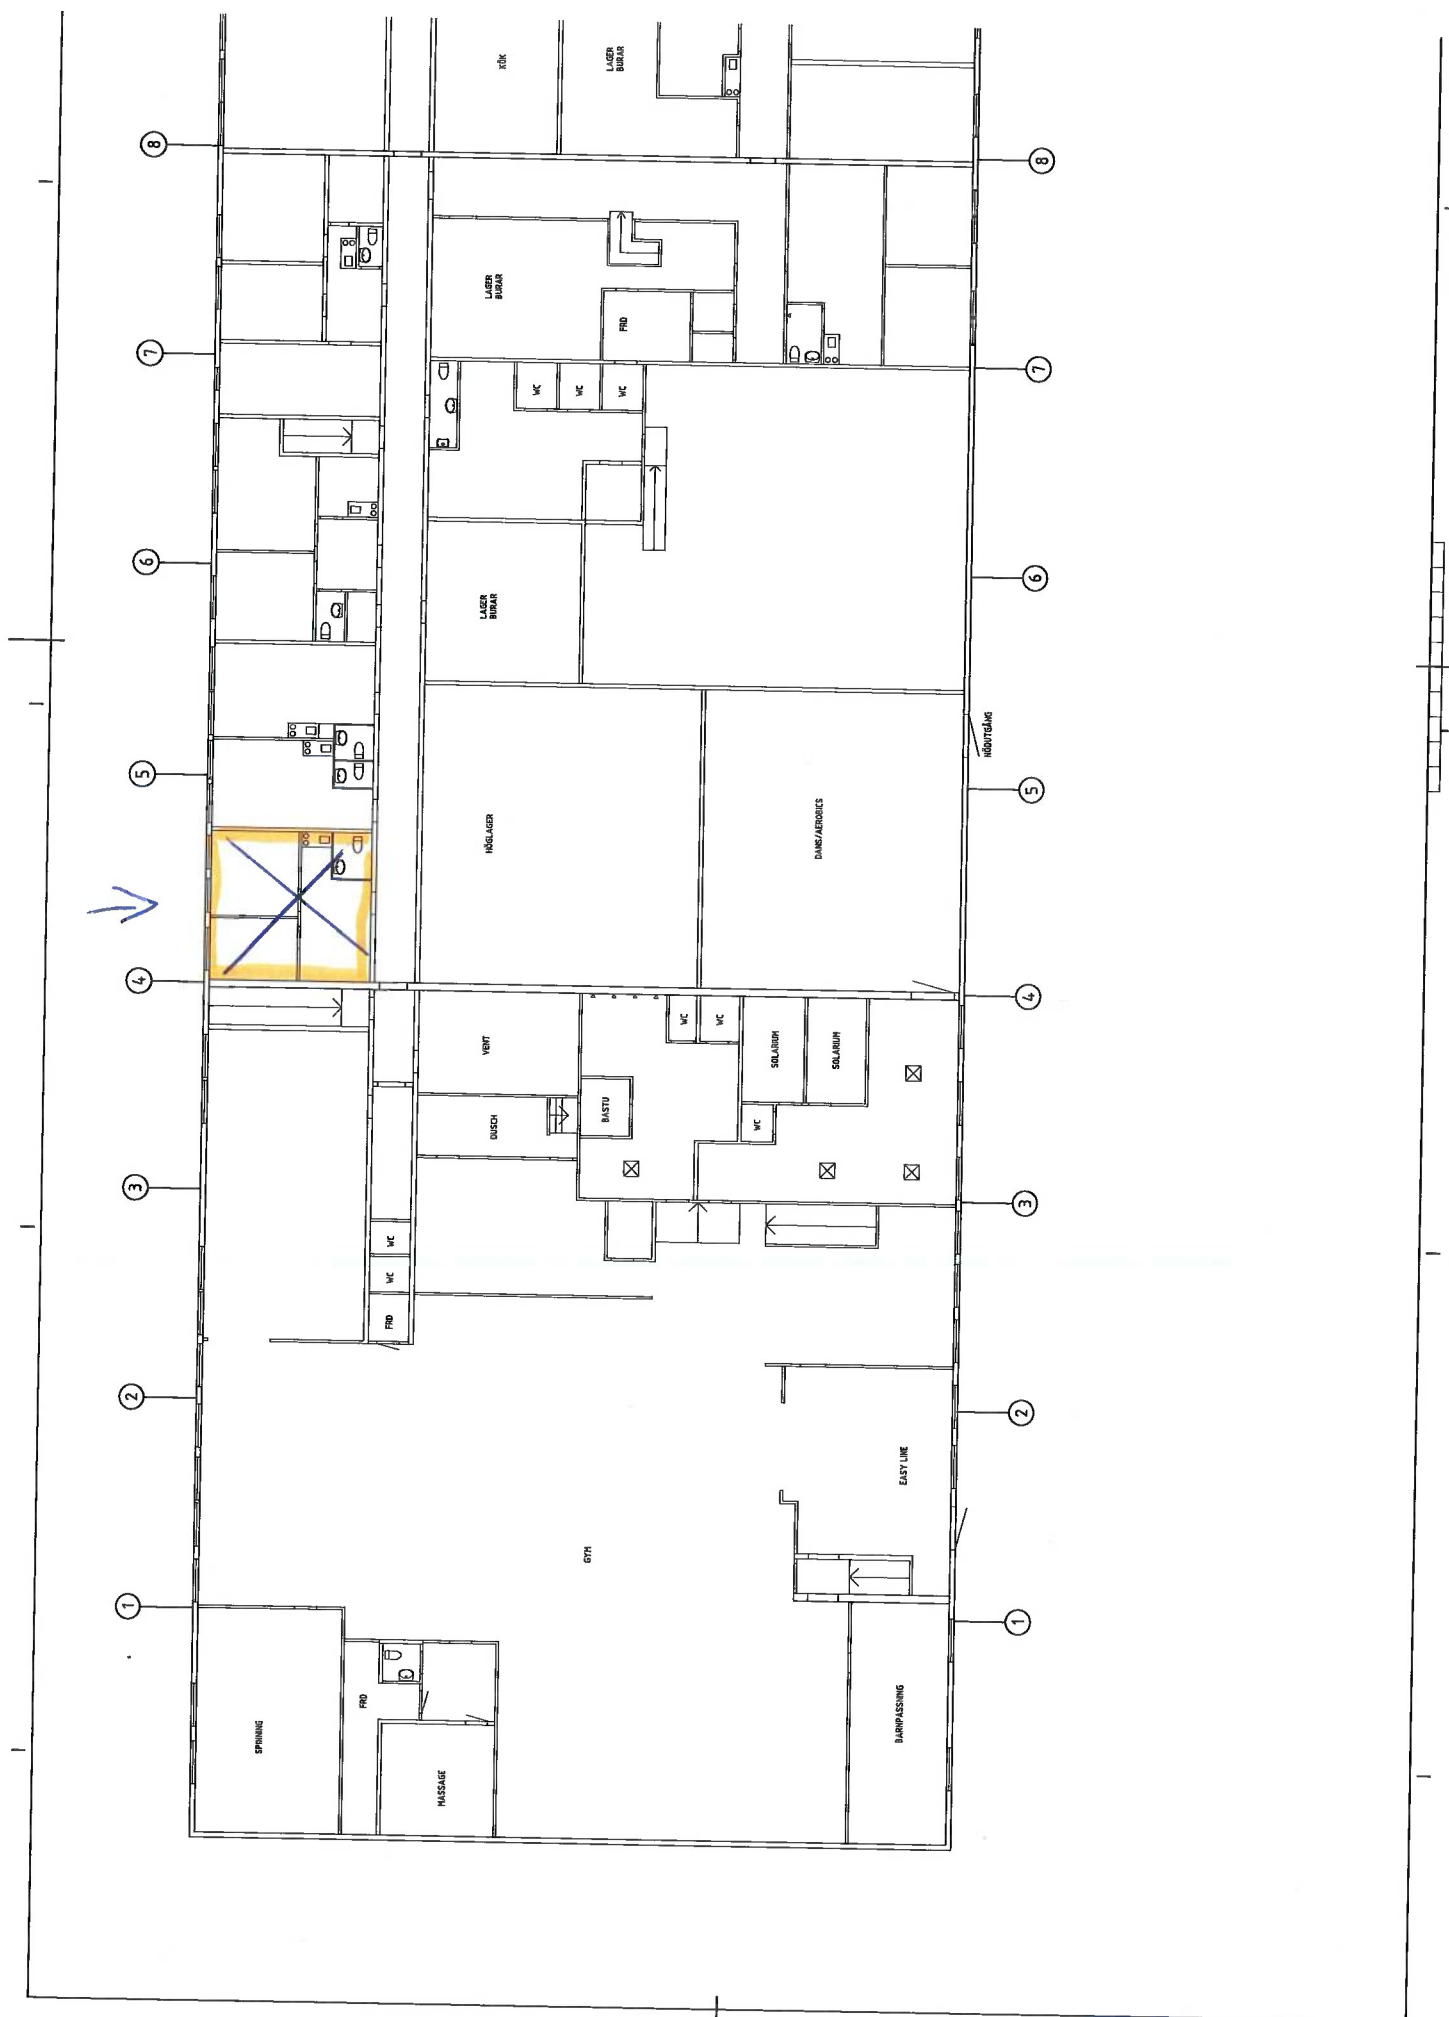 KÖK
LAGER
BURAR
8
8
LAGER
BURAR
FRD
7
7
WC
WC
WC
6
6
LAGER
BURAR
NÖDUTGÅNG
5
5
HÖGLAGER
DANS/AEROBICS
4
4
VENT
WC
WC
SOLARIUM
SOLARIUM
DUSCH
BASTU
WC
3
3
WC
WC
FRD
2
2
EASY LINE
GYM
1
1
FRD
SPINNING
MASSAGE
BARNPASSNING